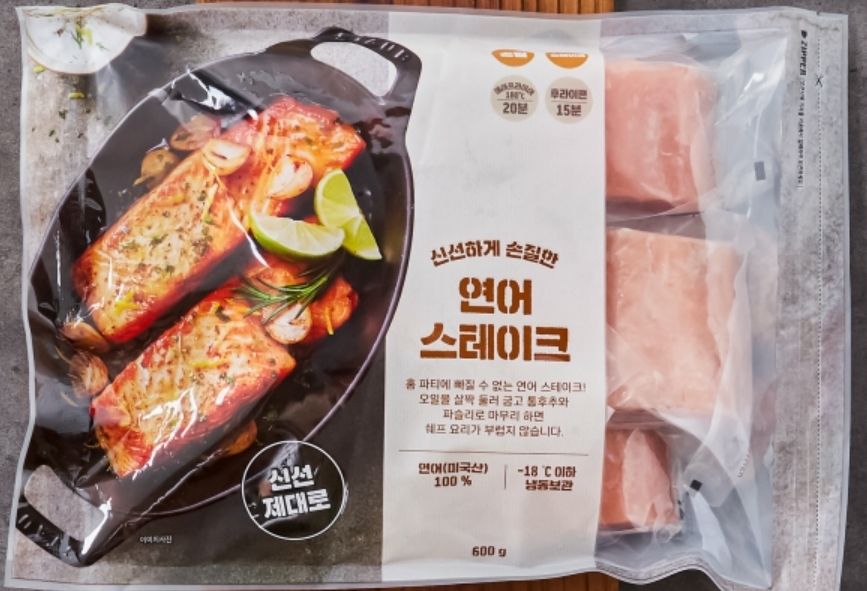 에어프라이어
180℃
20분
후라이팬
15분
ZIPPER
신선하게 손질한
연어
스테이크
홈 파티에 빠질 수 없는 연어 스테이크!
오일을 살짝 둘러 굽고 통후추와
파슬리로 마무리 하면
쉐프 요리가 부럽지 않습니다.
연어(미국산)
100 %
-18 ℃ 이하
냉동보관
600 g
신선
제대로
이미지사진